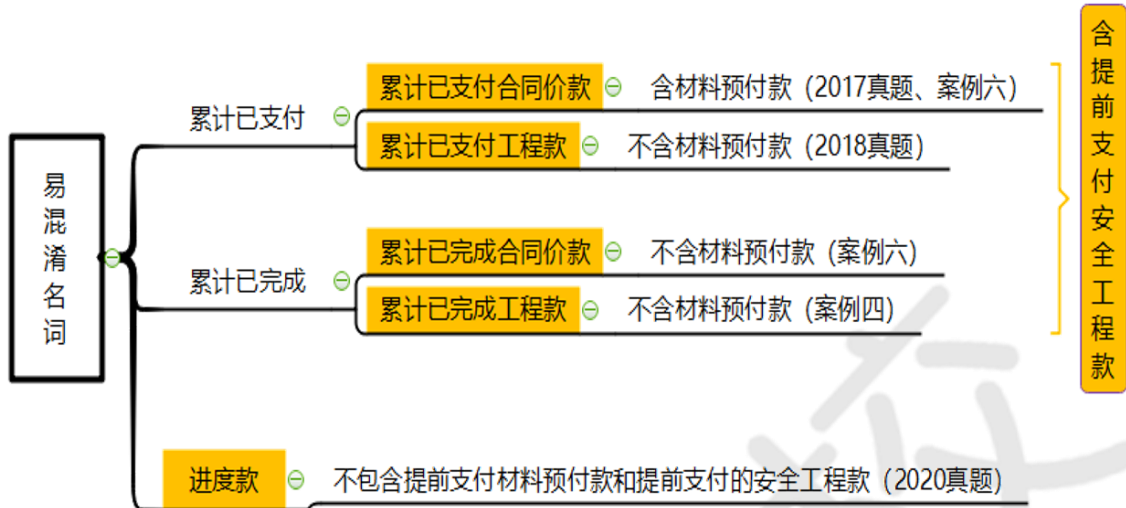 易混淆名词
累计已支付
累计已支付合同价款
含材料预付款（2017真题、案例六）
累计已支付工程款
不含材料预付款（2018真题）
累计已完成
累计已完成合同价款
不含材料预付款（案例六）
累计已完成工程款
不含材料预付款（案例四）
含提前支付安全工程款
进度款
不包含提前支付材料预付款和提前支付的安全工程款（2020真题）